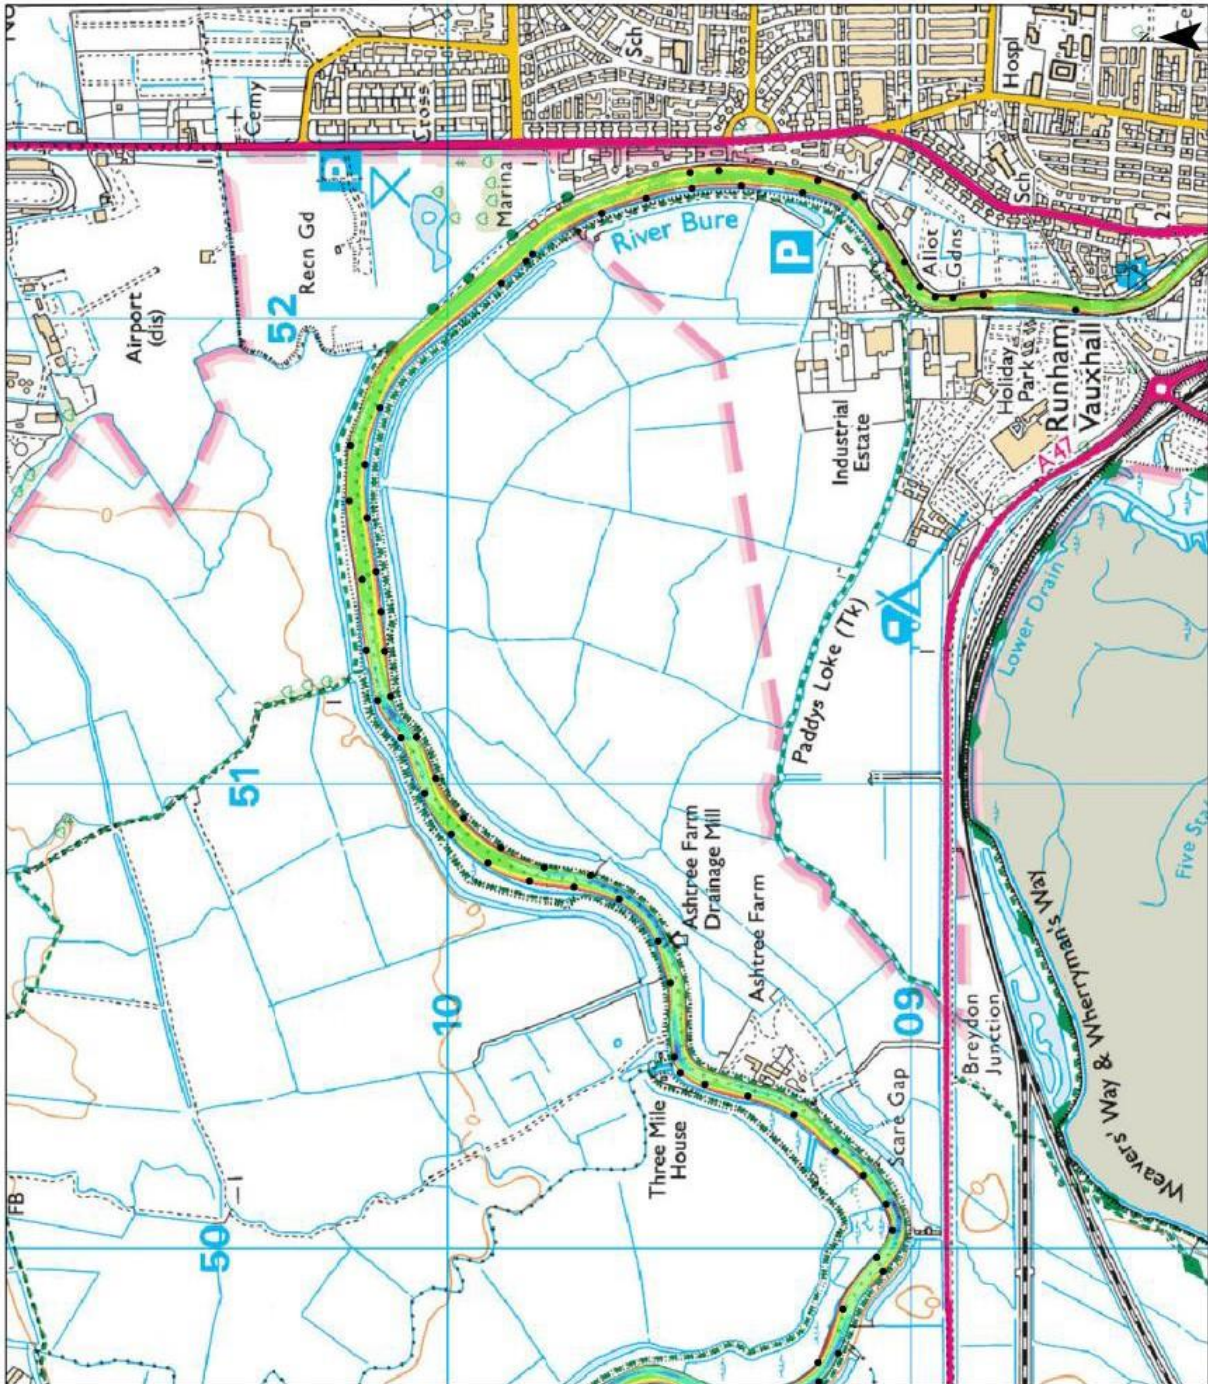 Hospl
Sch
Cemy
Marina
Recn Gd
52
P
Airport
(dis)
River Bure
P
Allot
Gdns
Sch
2
Holiday
Park
Runham
Vauxhall
A 47
Industrial
Estate
Lower Drain
Paddys Loke (Tk)
51
Ashtree Farm
Drainage Mill
Ashtree Farm
10
09
Breydon
Junction
Weavers' Way & Wherryman's Way
Scare Gap
Three Mile
House
50
FB
Five